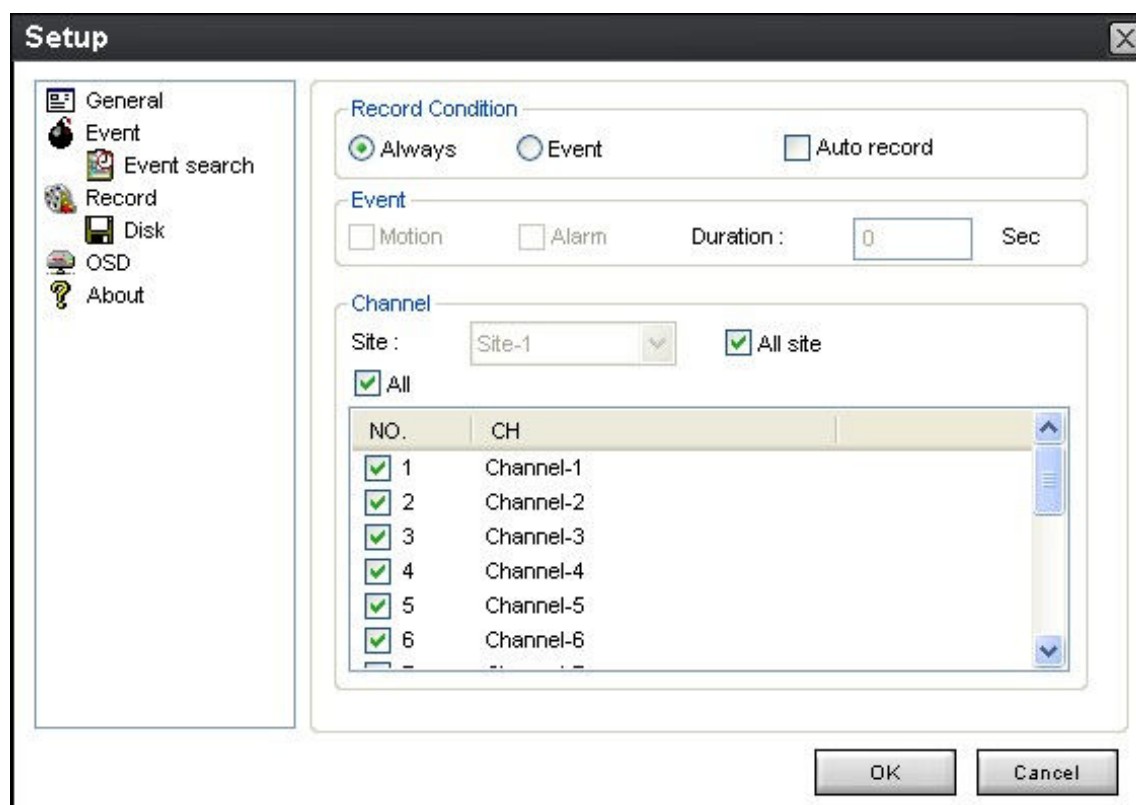 Setup
General
Event
Event search
Record
Disk
OSD
About
Record Condition
Always Event Auto record
Event
Motion Alarm Duration : 0 Sec
Channel
Site : Site-1 All site
All
NO. CH
1 Channel-1
2 Channel-2
3 Channel-3
4 Channel-4
5 Channel-5
6 Channel-6
OK Cancel